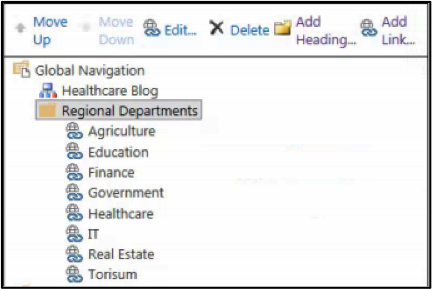 Move Up Move Down Edit... Delete Add Heading... Add Link...
Global Navigation
Healthcare Blog
Regional Departments
Agriculture
Education
Finance
Government
Healthcare
IT
Real Estate
Torisum